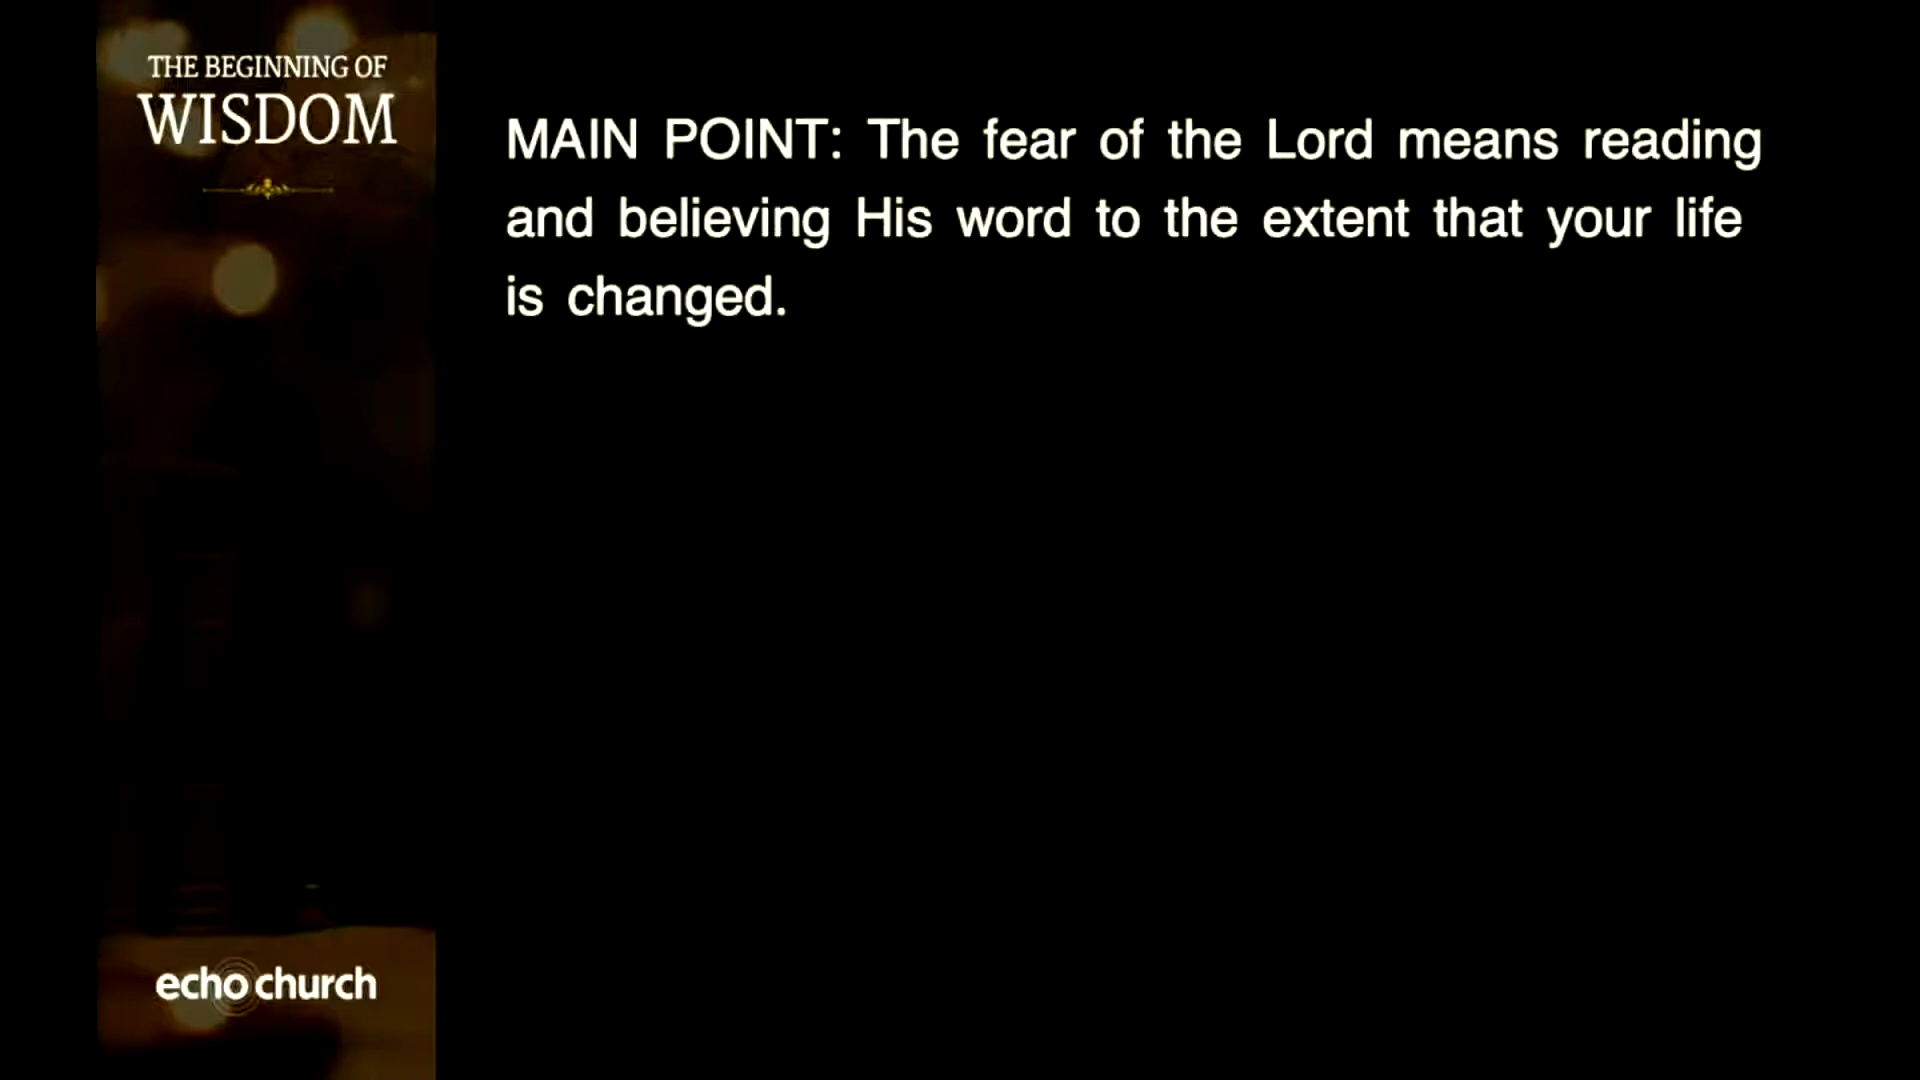 THE BEGINNING OF
WISDOM
MAIN POINT: The fear of the Lord means reading
and believing His word to the extent that your life
is changed.
echo church